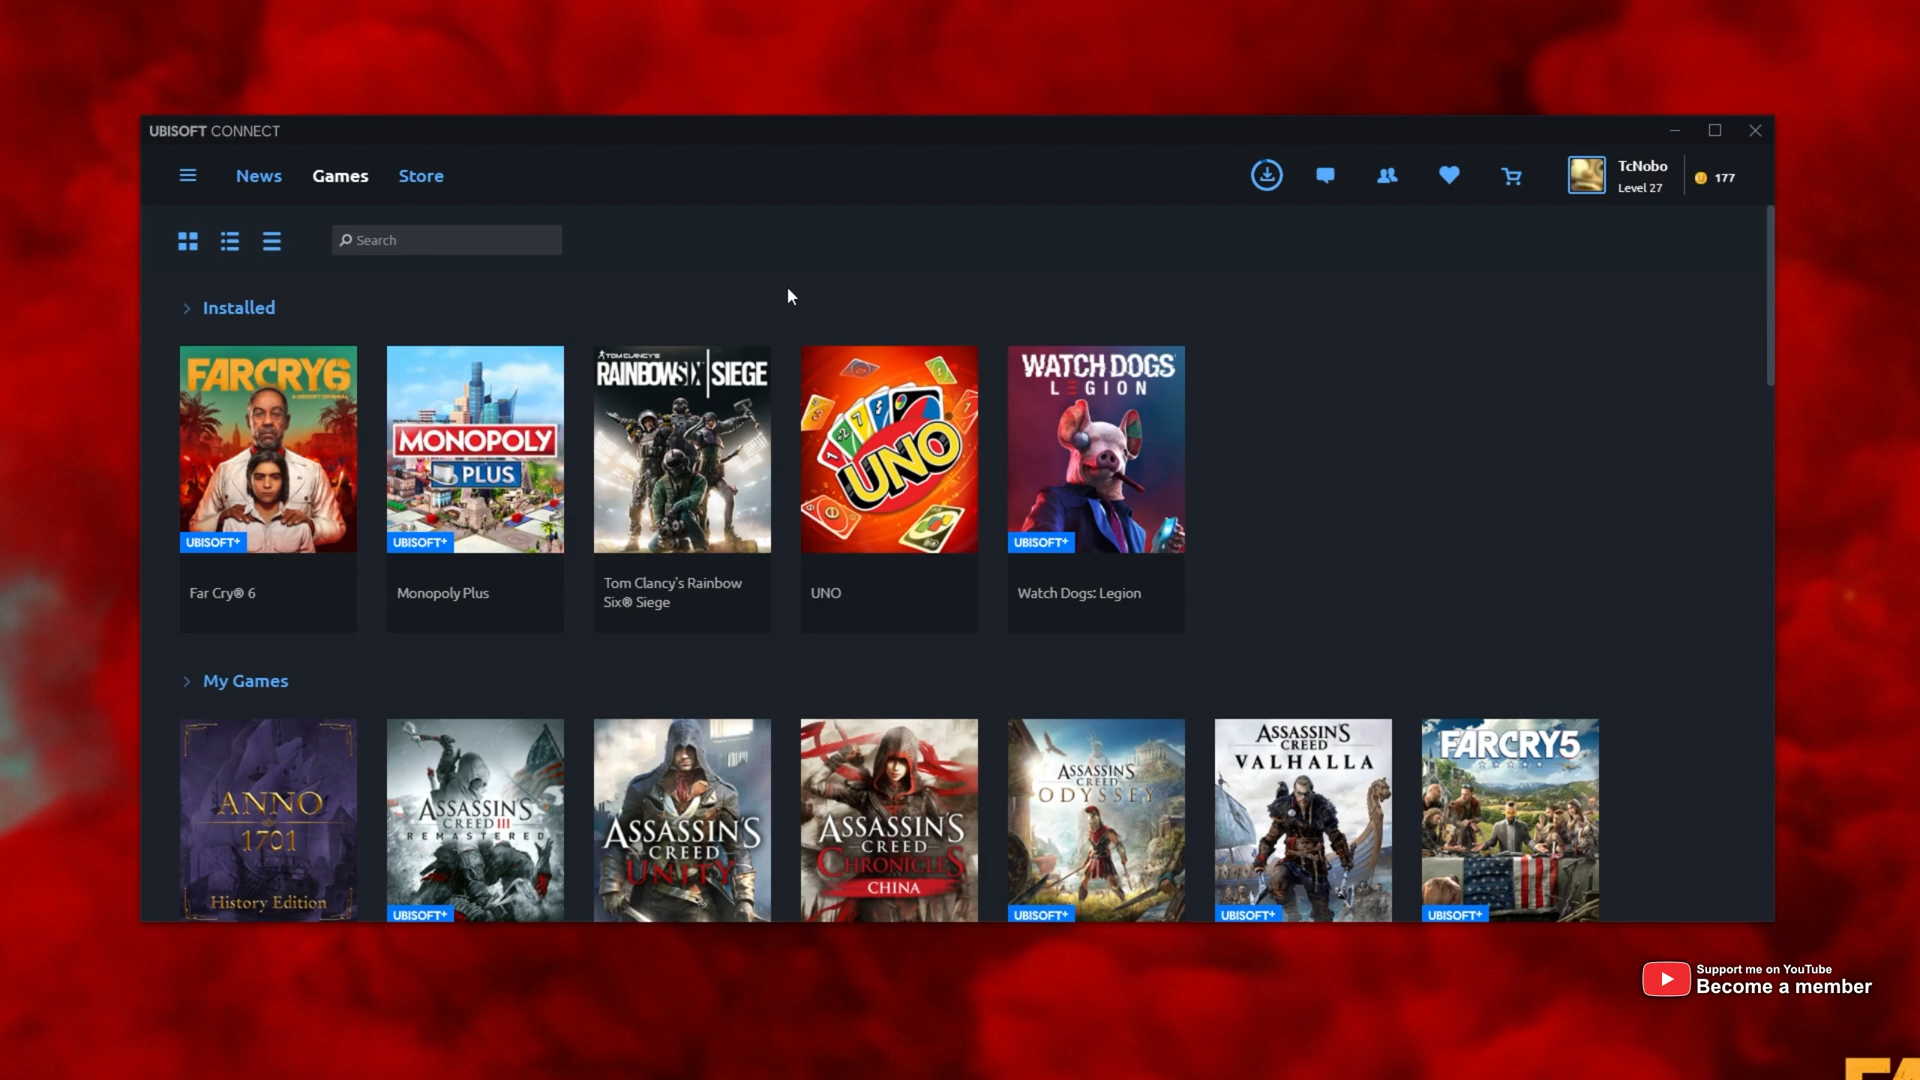 UBISOFT CONNECT
News
Games
Store
TcNobo
Level 27
177
Search
Installed
FARCRY6
UBISOFT+
MONOPOLY
PLUS
UBISOFT+
TOM CLANCY'S
RAINBOW SIX | SIEGE
UNO
WATCH DOGS
LEGION
UBISOFT+
Far Cry® 6
Monopoly Plus
Tom Clancy's Rainbow
Six® Siege
UNO
Watch Dogs: Legion
My Games
ANNO
1701
History Edition
ASSASSIN'S
CREED III
REMASTERED
UBISOFT+
ASSASSIN'S
CREED
UNITY
ASSASSIN'S
CREED
CHRONICLES
CHINA
ASSASSIN'S
CREED
ODYSSEY
UBISOFT+
ASSASSIN'S
CREED
VALHALLA
UBISOFT+
FARCRY5
UBISOFT+
Support me on YouTube
Become a member